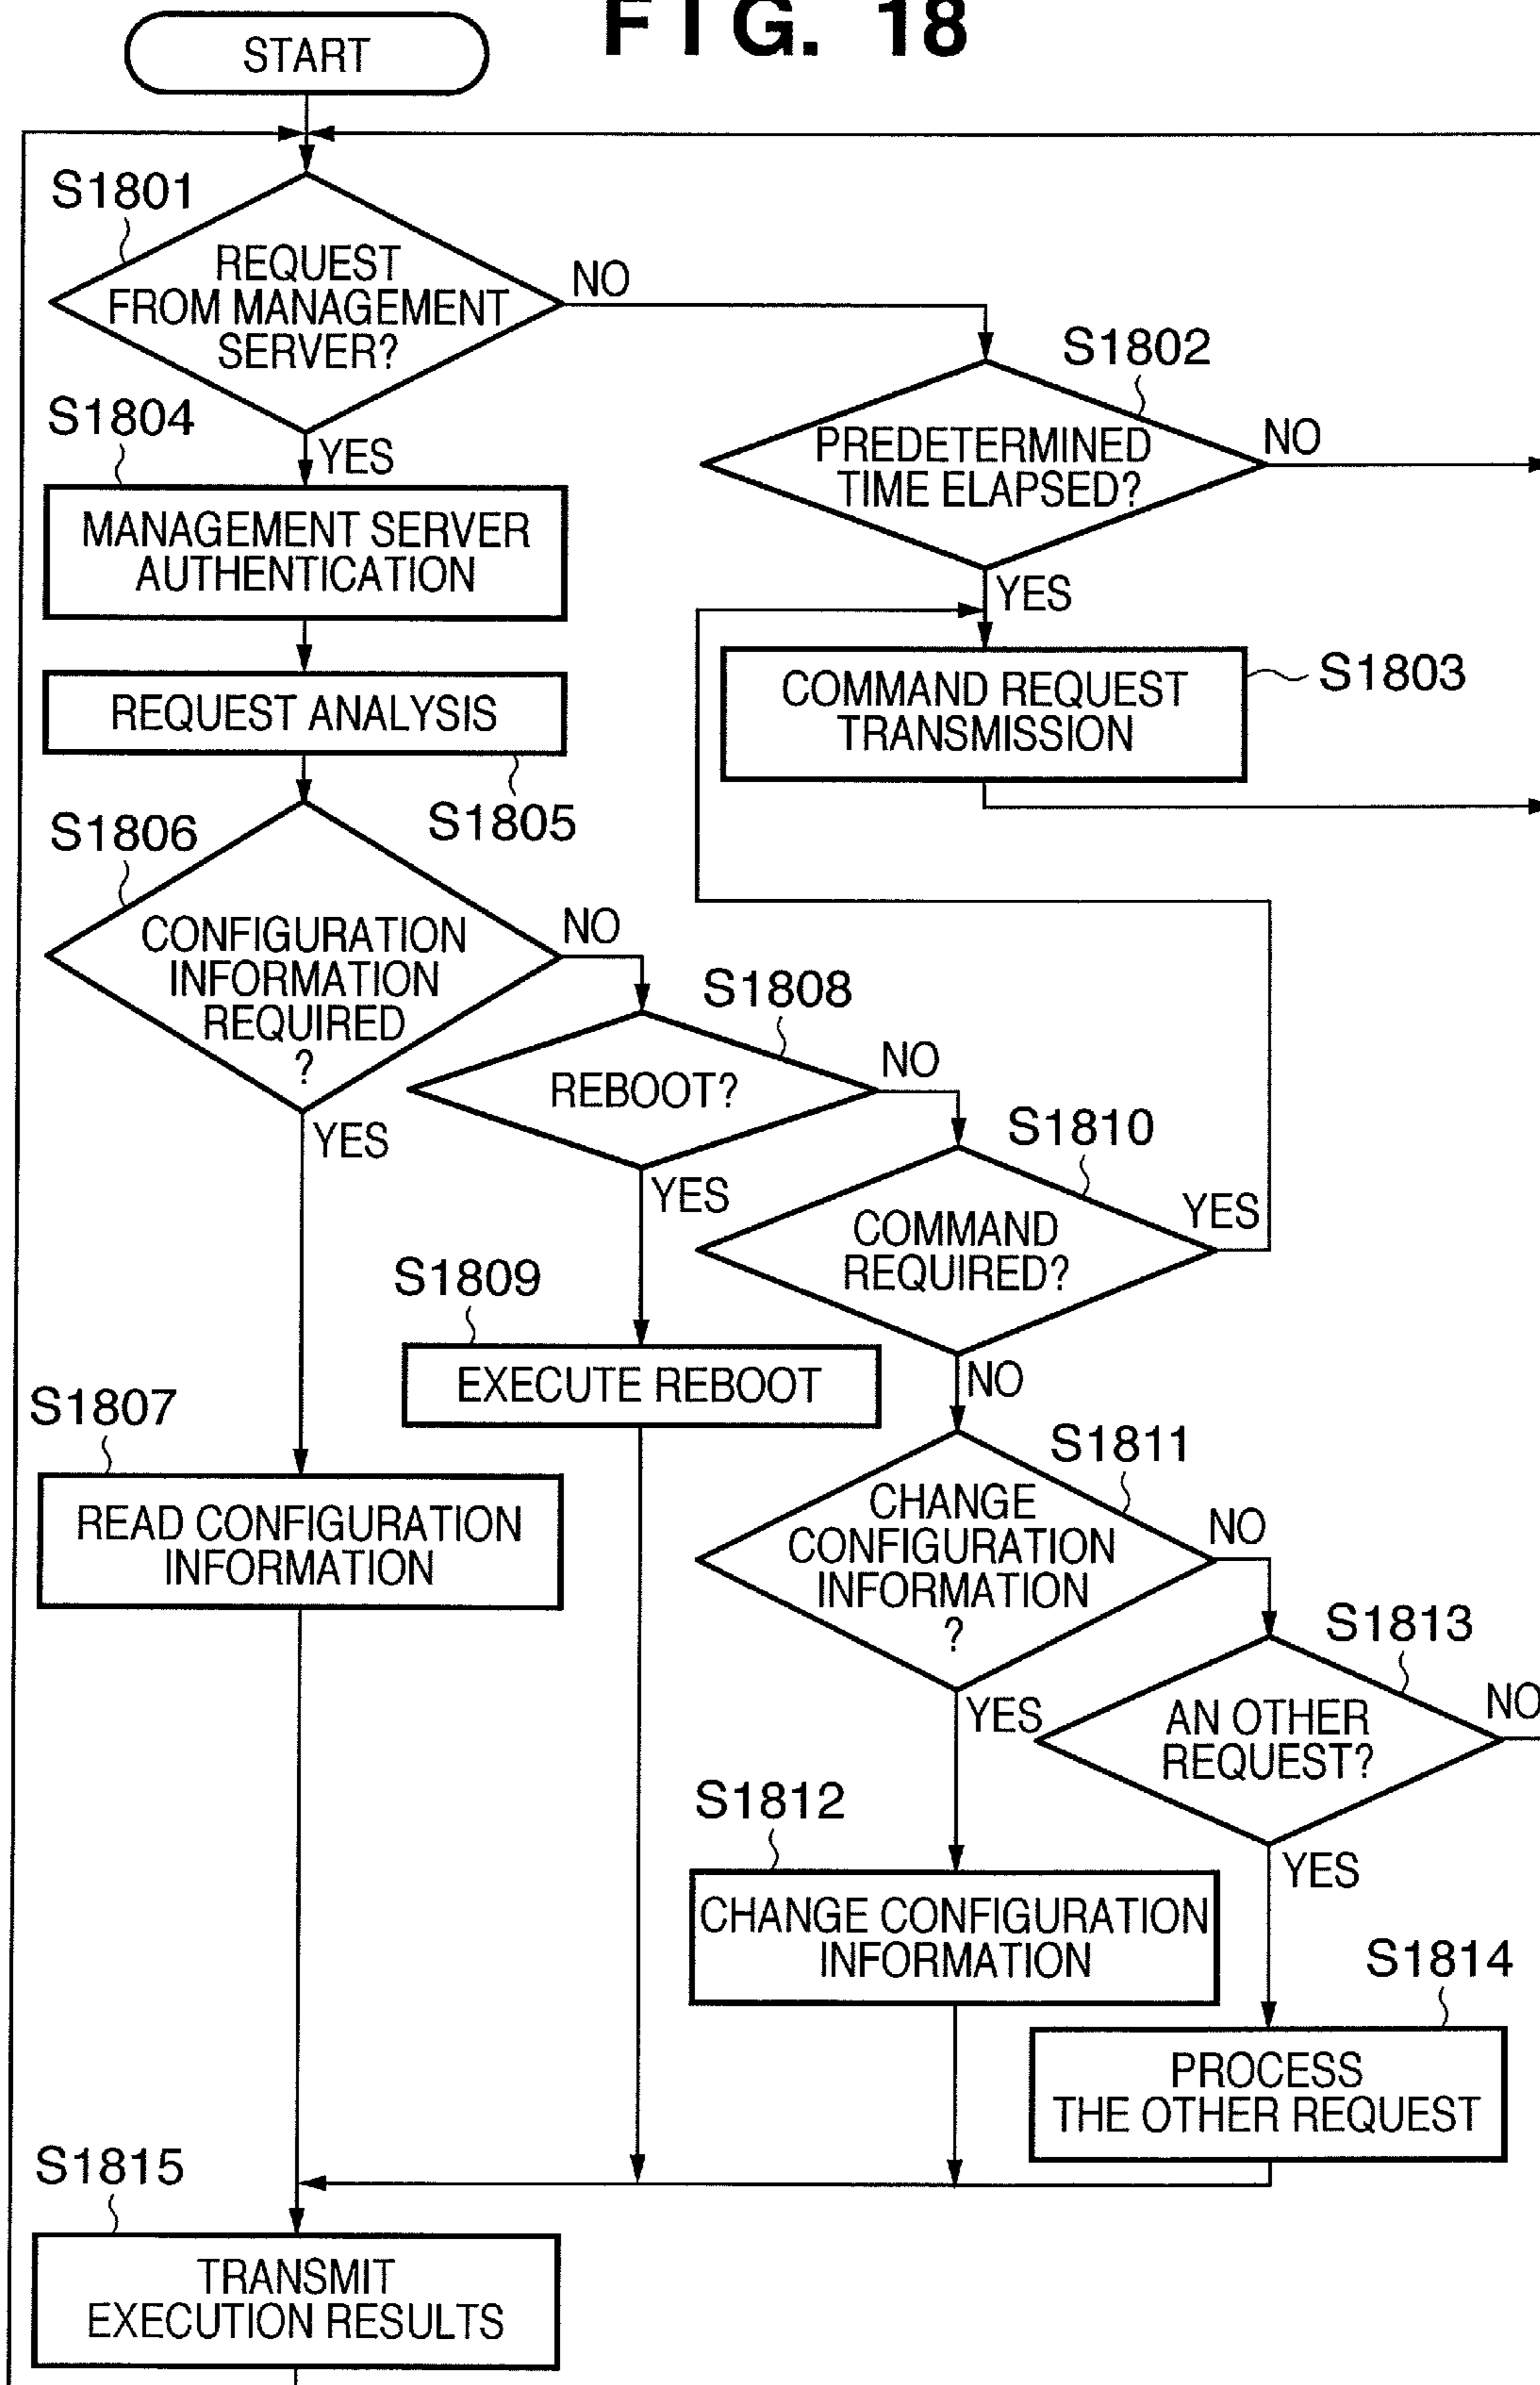 FIG. 18
START
S1801
REQUEST
FROM MANAGEMENT
SERVER?
NO
YES
S1802
PREDETERMINED
TIME ELAPSED?
NO
YES
S1804
MANAGEMENT SERVER
AUTHENTICATION
S1803
COMMAND REQUEST
TRANSMISSION
REQUEST ANALYSIS
S1805
S1806
CONFIGURATION
INFORMATION
REQUIRED
?
NO
YES
S1808
REBOOT?
NO
YES
S1810
COMMAND
REQUIRED?
YES
NO
S1809
EXECUTE REBOOT
S1807
READ CONFIGURATION
INFORMATION
S1811
CHANGE
CONFIGURATION
INFORMATION
?
NO
YES
S1813
AN OTHER
REQUEST?
NO
YES
S1812
CHANGE CONFIGURATION
INFORMATION
S1814
PROCESS
THE OTHER REQUEST
S1815
TRANSMIT
EXECUTION RESULTS